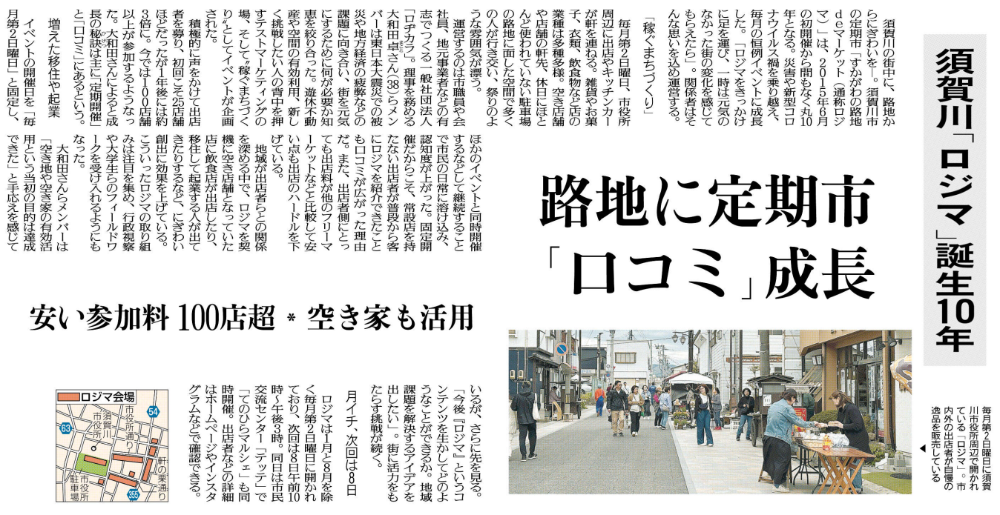 須賀川「ロジマ」誕生10年
路地に定期市
「口コミ」成長
安い参加料 100店超 * 空き家も活用
須賀川の街中に、路地か
らにぎわいを―。須賀川市
の定期市「すかがわの路地
deマーケット(通称ロジ
マ)」は、2015年6月
の初開催から間もなく丸10
年となる。災害や新型コロ
ナウイルス禍を乗り越え、
毎月の恒例イベントに成長
した。「ロジマをきっかけ
に足を運び、一時は元気の
なかった街の変化を感じて
もらえたら」。関係者はそ
んな思いを込め運営する。
「稼ぐまちづくり」
毎月第2日曜日、市役所
周辺に出店やキッチンカー
が軒を連ねる。雑貨やお菓
子、衣類、飲食物など店の
業種は多種多様。空き店舗
や店舗の軒先、休日にほと
んど使われていない駐車場
の路地に面した空間で多く
の人が行き交い、祭りのよ
うな雰囲気が漂う。
運営するのは市職員や会
社員、地元事業者などの有
志でつくる一般社団法人
「ロヂカラ」。理事を務める
大和田卓さん(38)らメン
バーは東日本大震災での被
災や地方経済の疲弊などの
課題に向き合い、街を元気
にするために何が必要か知
恵を絞り合った。遊休不動
産や空間の有効利用、新し
く挑戦したい人の背中を押
すテストマーケティングの
場、そして〝稼ぐまちづく
り〟としてイベントが企画
された。
積極的に声をかけて出店
者を募り、初回こそ25店舗
ほどだったが1年後には約
3倍に。今では100店舗
以上が参加するようなっ
た。大和田さんによると成
長の秘訣は主に「定期開催」
と「口コミ」にあるという。
増えた移住や起業
イベントの開催日を「毎
月第2日曜日」と固定し、
ほかのイベントと同時開催
するなどして継続すること
で市民の日常に溶け込み、
認知度が上がった。固定開
催だからこそ、常設店を持
たない出店者が普段から客
にロジマを紹介できたこと
も口コミが広がった理由
だ。また、出店者側にとっ
ても出店料が他のフリーマ
ーケットなどと比較して安
い点も出店のハードルを下
げている。
地域が出店者らとの関係
を深める中で、ロジマを契
機に空き店舗となっていた
店に飲食店が出店したり、
移住して起業する人が出て
きたりするなど、にぎわい
創出に効果を上げている。
こういったロジマの取り組
みは注目を集め、行政視察
や大学生らのフィールドワ
ークを受け入れるようにも
なった。
大和田さんらメンバーは
「空き地や空き家の有効活
用という当初の目的は達成
できた」と手応えを感じて
いるが、さらに先を見る。
「今後『ロジマ』というコ
ンテンツを生かしてどのよ
うなことができるか。地域
課題を解決するアイデアを
出したい」。街に活力をも
たらす挑戦が続く。
月イチ、次回は8日
ロジマは1月と8月を除
く毎月第2日曜日に開かれ
ており、次回は8日午前10
時~午後3時。同日は市民
交流センター「テッテ」で
「てのひらマルシェ」も同
時開催。出店者などの詳細
はホームページやインスタ
グラムなどで確認できる。
毎月第2日曜日に須賀
川市役所周辺で開かれ
ている「ロジマ」。市
内外の出店者が自慢の
逸品を販売している
ロジマ会場
市役所通り
須賀川
市役所
54
63
355
軒の栗通り
市役所
駐車場